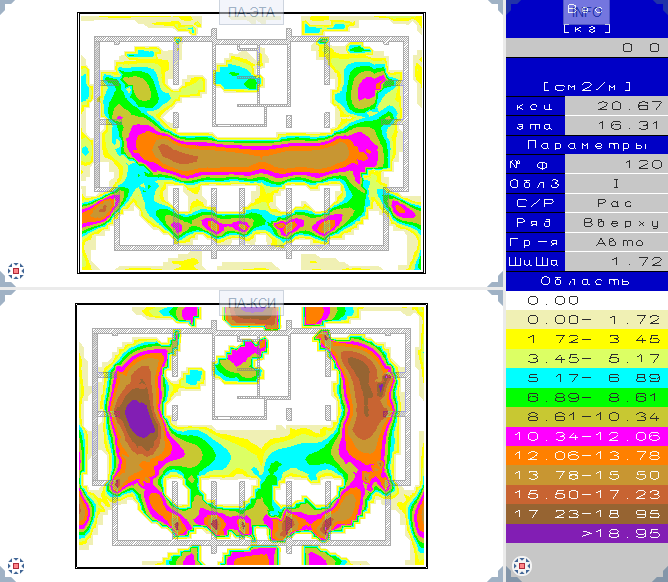 ПА ЭТА
ПА КСИ
INFO
Вес
[кг]
0 0
[см2/м]
кси 20.67
эта 16.31
Параметры
№ Ф 120
Обл3 I
С/Р Рас
Ряд Вверху
Гр-я Авто
ШиШа 1.72
Область
0.00
0.00- 1.72
1 72- 3 45
3.45- 5.17
5 17- 6 89
6.89- 8.61
8.61-10.34
10.34-12.06
12.06-13.78
13 78-15 50
15.50-17 23
17 23-18 95
>18.95